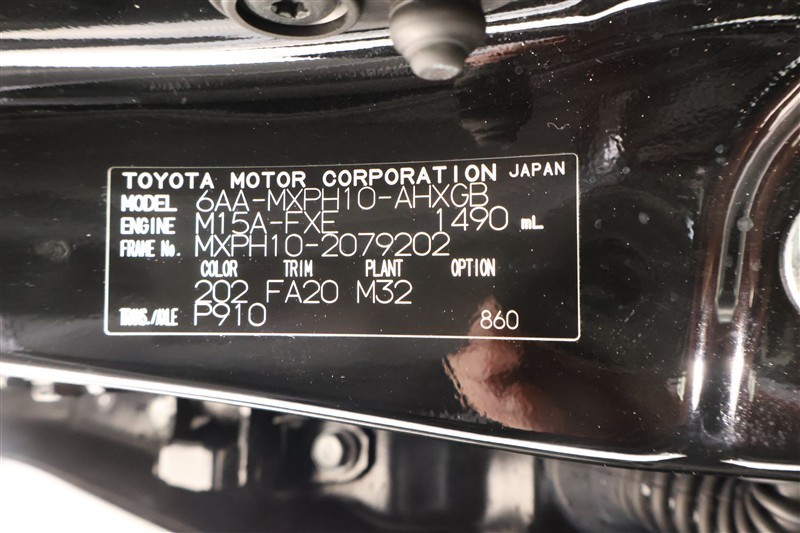 TOYOTA MOTOR CORPORATION JAPAN
MODEL 6AA-MXPH10-AHXGB
ENGINE M15A-FXE 1490 mL
FRAME No. MXPH10-2079202
COLOR TRIM PLANT OPTION
202 FA20 M32
TRANS./AXLE P910 860